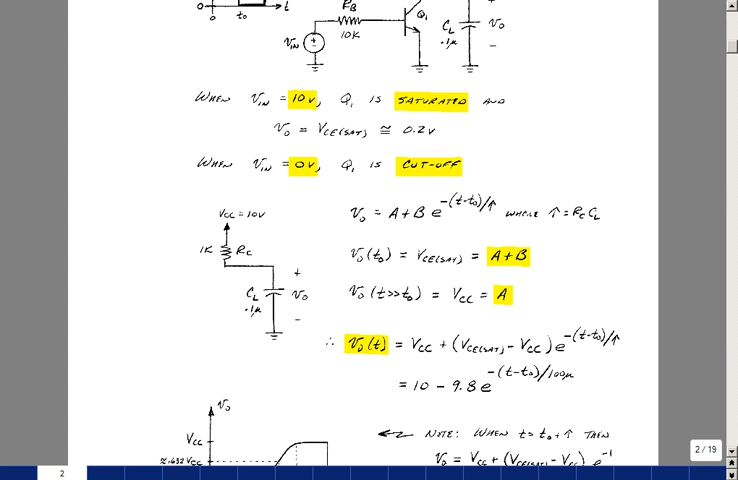 0
0 t₀ t
R_B
10K
V_IN
Q₁
C_L
.1μ
V₀
WHEN V_IN = 10V, Q₁ IS SATURATED AND
V₀ = V_CE(SAT) ≅ 0.2V
WHEN V_IN = 0V, Q₁ IS CUT-OFF
V_CC = 10V
1K R_C
C_L
.1μ
+
V₀
-
V₀ = A + B e^-(t-t₀)/τ WHERE τ = R_C C_L
V₀(t₀) = V_CE(SAT) = A+B
V₀(t>>t₀) = V_CC = A
∴ V₀(t) = V_CC + (V_CE(SAT) - V_CC) e^-(t-t₀)/τ
= 10 - 9.8 e^-(t-t₀)/100μ
V₀
V_CC
≈.632 V_CC
NOTE: WHEN t = t₀ + τ THEN
V₀ = V_CC + (V_CE(SAT) - V_CC) e^-1
2 / 19
2